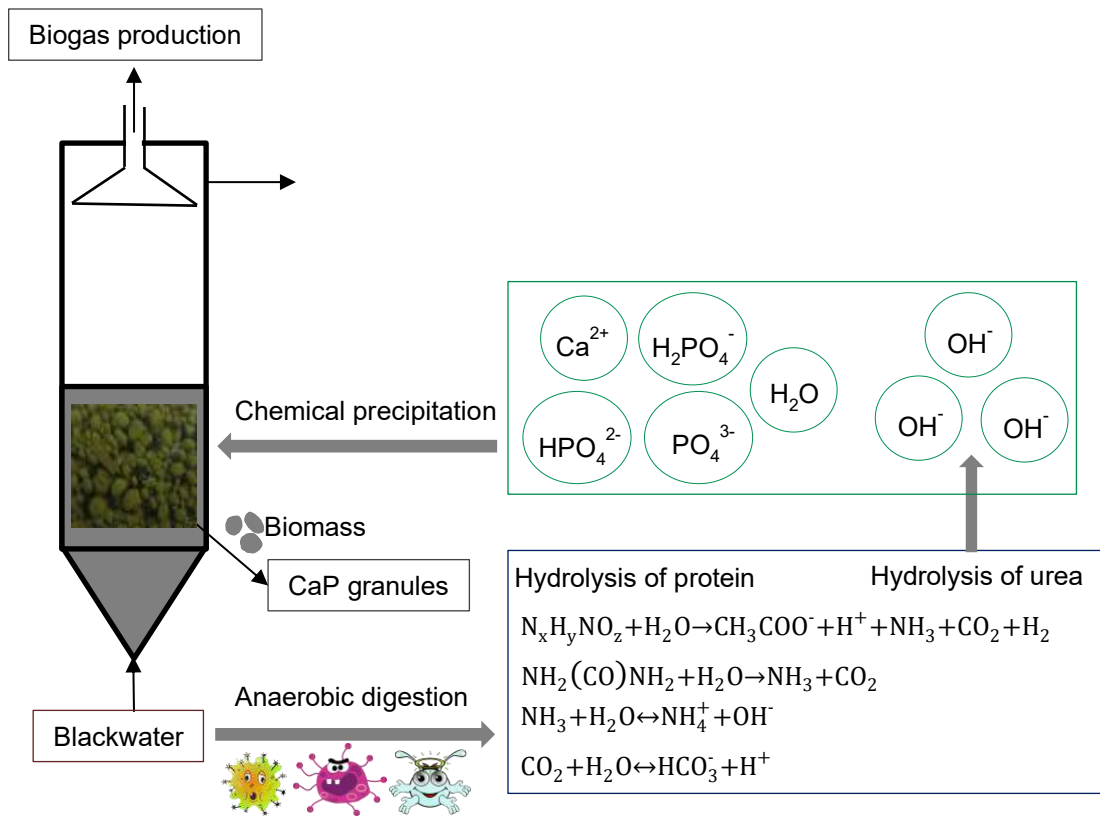 Biogas production
Ca²⁺
H₂PO₄⁻
H₂O
HPO₄²⁻
PO₄³⁻
OH⁻
OH⁻
OH⁻
Chemical precipitation
Biomass
CaP granules
Hydrolysis of protein
Hydrolysis of urea
NₓHᵧNO_z+H₂O→CH₃COO⁻+H⁺+NH₃+CO₂+H₂
NH₂(CO)NH₂+H₂O→NH₃+CO₂
NH₃+H₂O↔NH₄⁺+OH⁻
CO₂+H₂O↔HCO₃⁻+H⁺
Anaerobic digestion
Blackwater